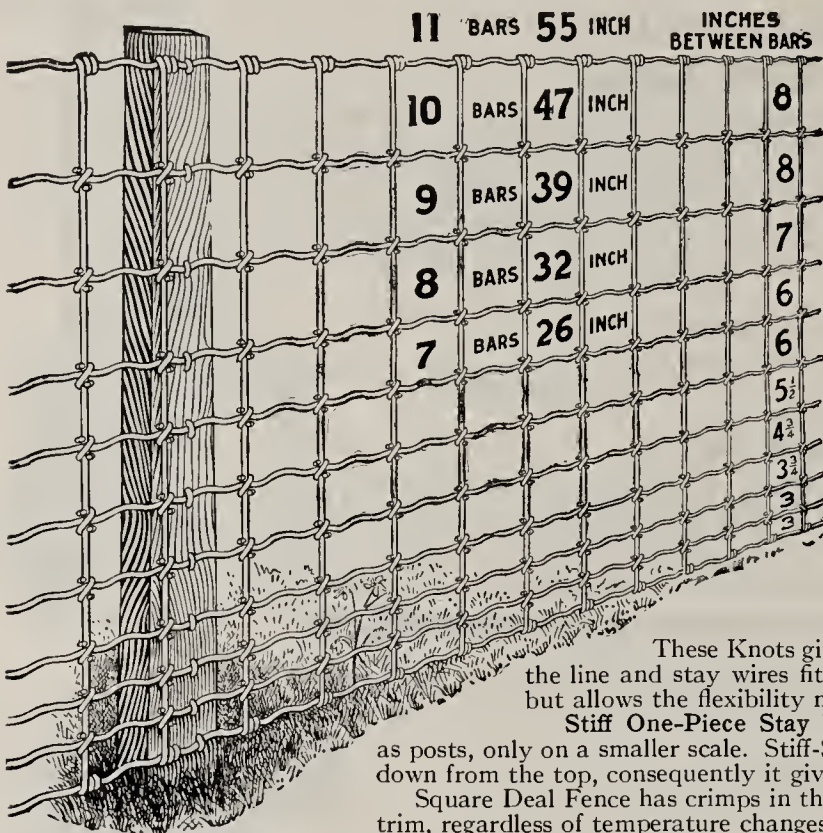 11 BARS 55 INCH
INCHES
BETWEEN BARS
10 BARS 47 INCH
9 BARS 39 INCH
8 BARS 32 INCH
7 BARS 26 INCH
8
8
7
6
6
5½
4¾
3¾
3
3
These Knots gi
the line and stay wires fit
but allows the flexibility n
Stiff One-Piece Stay
as posts, only on a smaller scale. Stiff-S
down from the top, consequently it giv
Square Deal Fence has crimps in th
trim, regardless of temperature changes